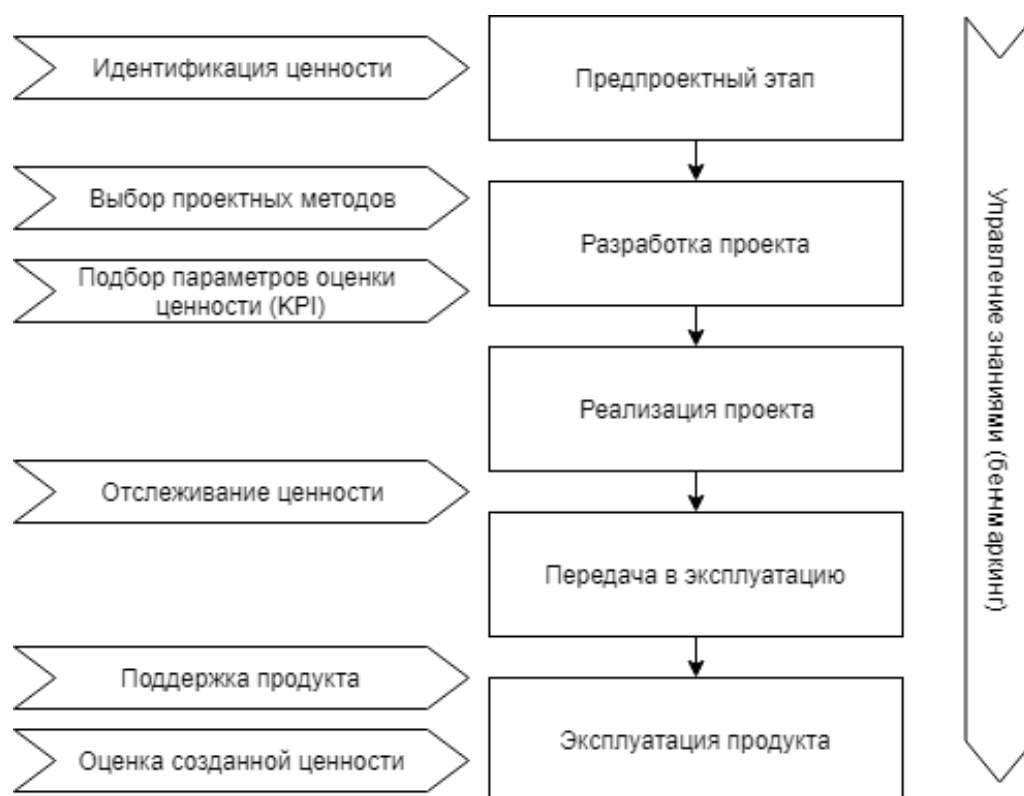 Идентификация ценности
Предпроектный этап
Выбор проектных методов
Разработка проекта
Подбор параметров оценки
ценности (KPI)
Реализация проекта
Отслеживание ценности
Передача в эксплуатацию
Поддержка продукта
Эксплуатация продукта
Оценка созданной ценности
Управление знаниями (бенчмаркинг)